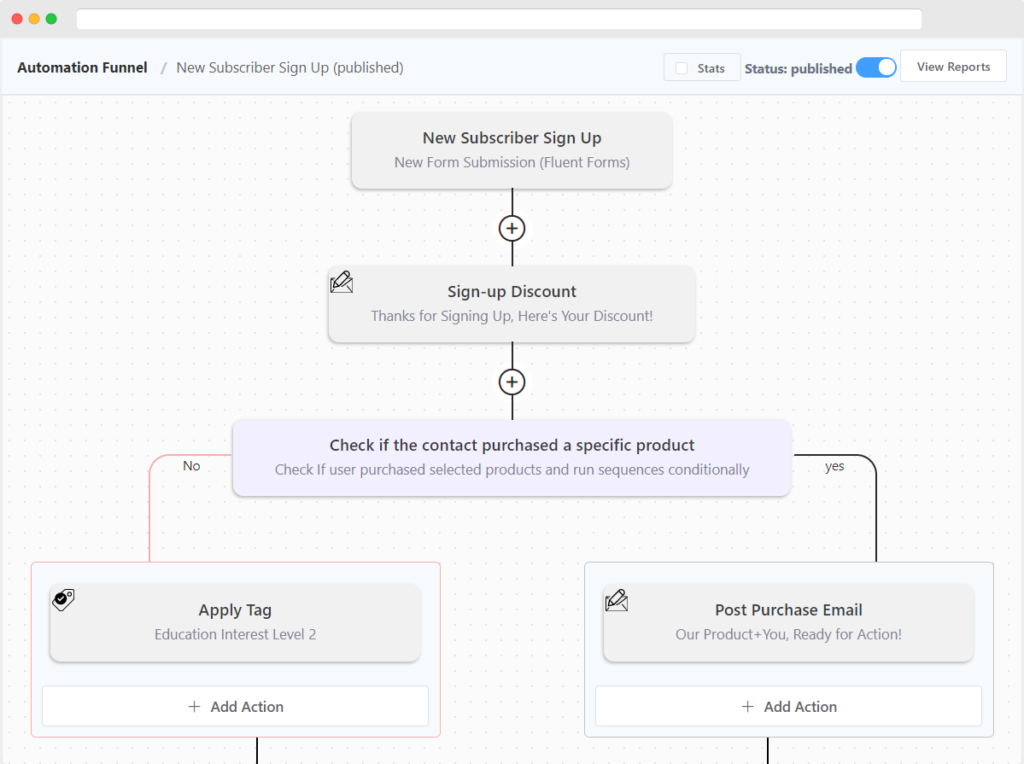 Automation Funnel / New Subscriber Sign Up (published)
Stats
Status: published
View Reports
New Subscriber Sign Up
New Form Submission (Fluent Forms)
Sign-up Discount
Thanks for Signing Up, Here's Your Discount!
Check if the contact purchased a specific product
Check If user purchased selected products and run sequences conditionally
No
yes
Apply Tag
Education Interest Level 2
+ Add Action
Post Purchase Email
Our Product+You, Ready for Action!
+ Add Action